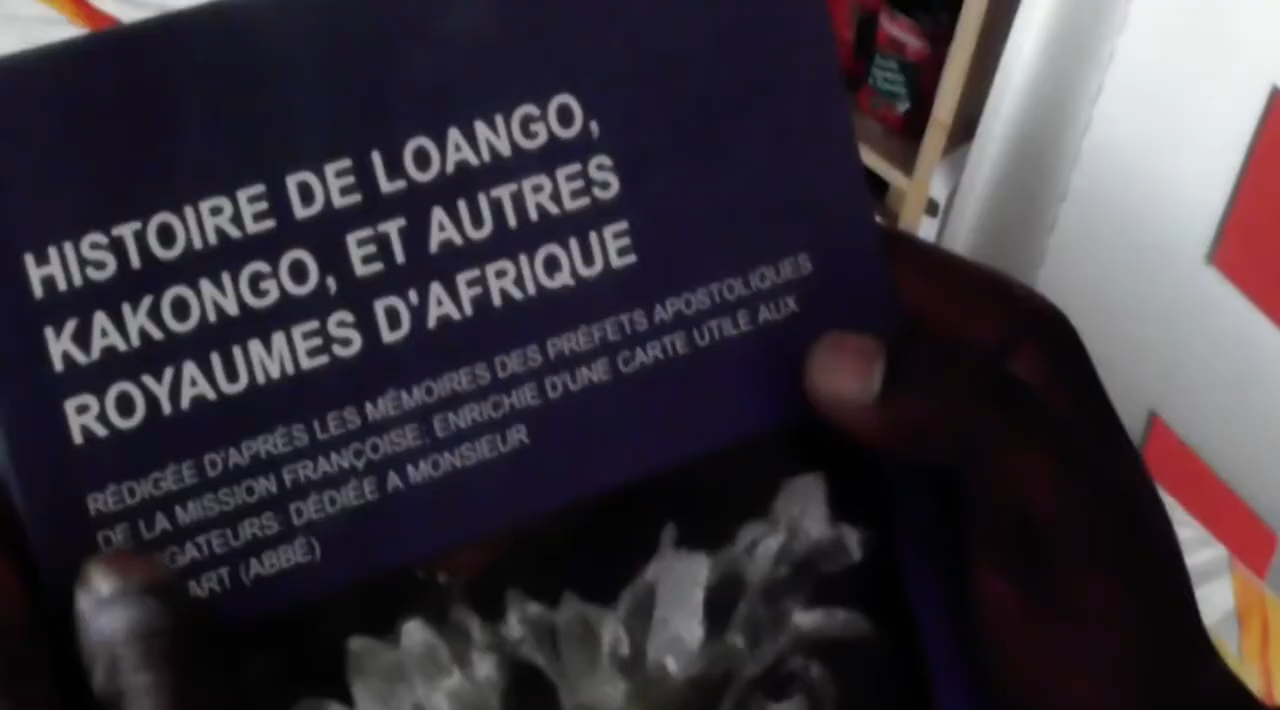 HISTOIRE DE LOANGO,
KAKONGO, ET AUTRES
ROYAUMES D'AFRIQUE
RÉDIGÉE D'APRÉS LES MÉMOIRES DES PRÉFETS APOSTOLIQUES
DE LA MISSION FRANÇOISE; ENRICHIE D'UNE CARTE UTILE AUX
GATEURS: DÉDIÉE A MONSIEUR
ART (ABBÉ)